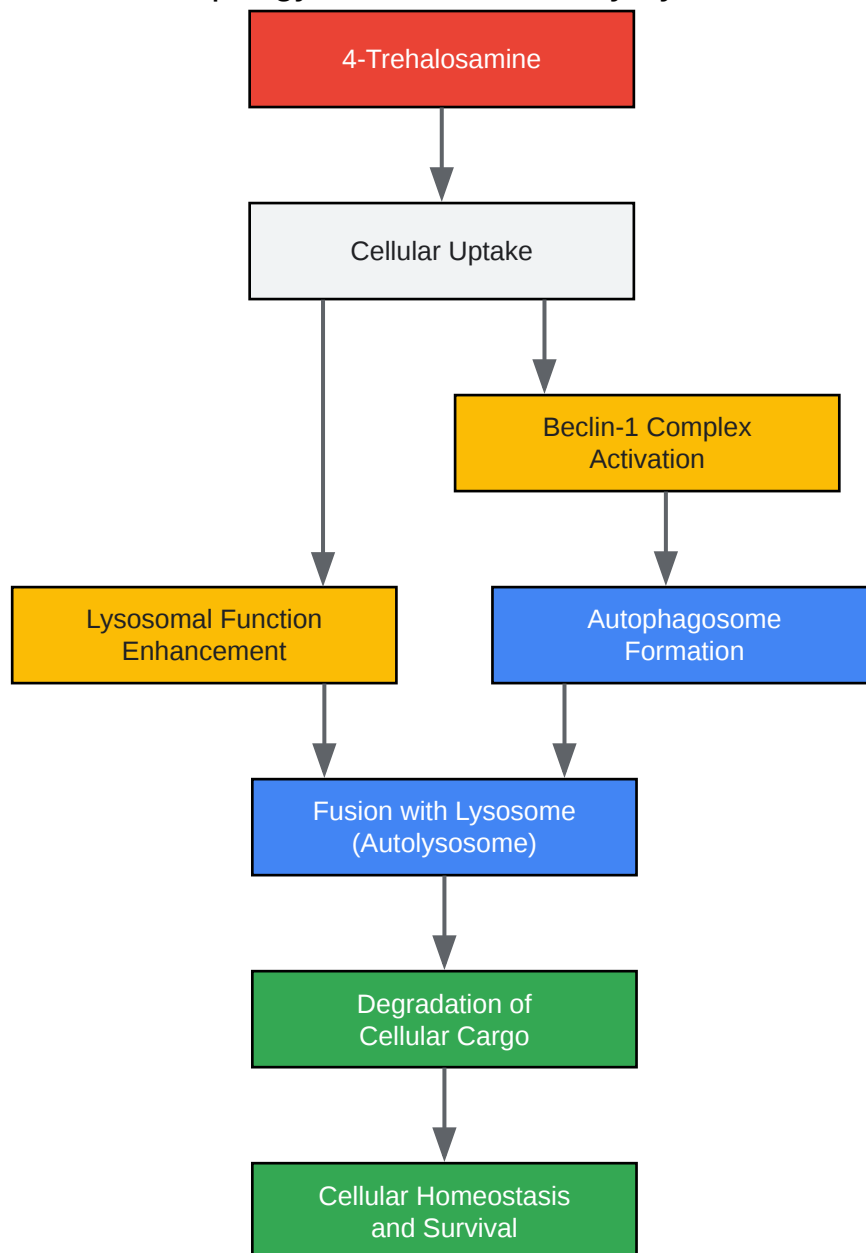 4-Trehalosamine
Cellular Uptake
Beclin-1 Complex
Activation
Lysosomal Function
Enhancement
Autophagosome
Formation
Fusion with Lysosome
(Autolysosome)
Degradation of
Cellular Cargo
Cellular Homeostasis
and Survival